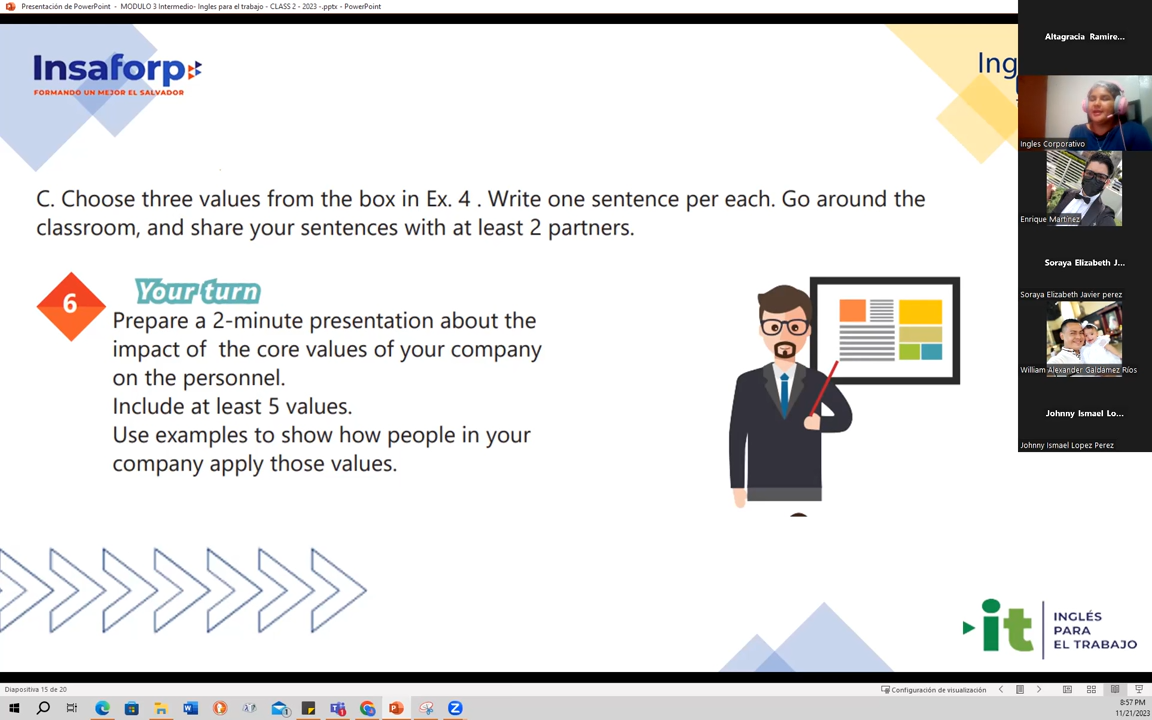 Presentación de PowerPoint - MODULO 3 Intermedio- Ingles para el trabajo - CLASS 2 - 2023 -.pptx - PowerPoint
Insaforp
FORMANDO UN MEJOR EL SALVADOR
Ing
C. Choose three values from the box in Ex. 4 . Write one sentence per each. Go around the
classroom, and share your sentences with at least 2 partners.
6
Your turn
Prepare a 2-minute presentation about the
impact of the core values of your company
on the personnel.
Include at least 5 values.
Use examples to show how people in your
company apply those values.
it
INGLÉS
PARA
EL TRABAJO
Altagracia Ramire...
Ingles Corporativo
Enrique Martinez
Soraya Elizabeth J...
Soraya Elizabeth Javier perez
William Alexander Galdamez Ríos
Johnny Ismael Lo...
Johnny Ismael Lopez Perez
Diapositiva 15 de 20
Configuración de visualización
8:57 PM
11/21/2023